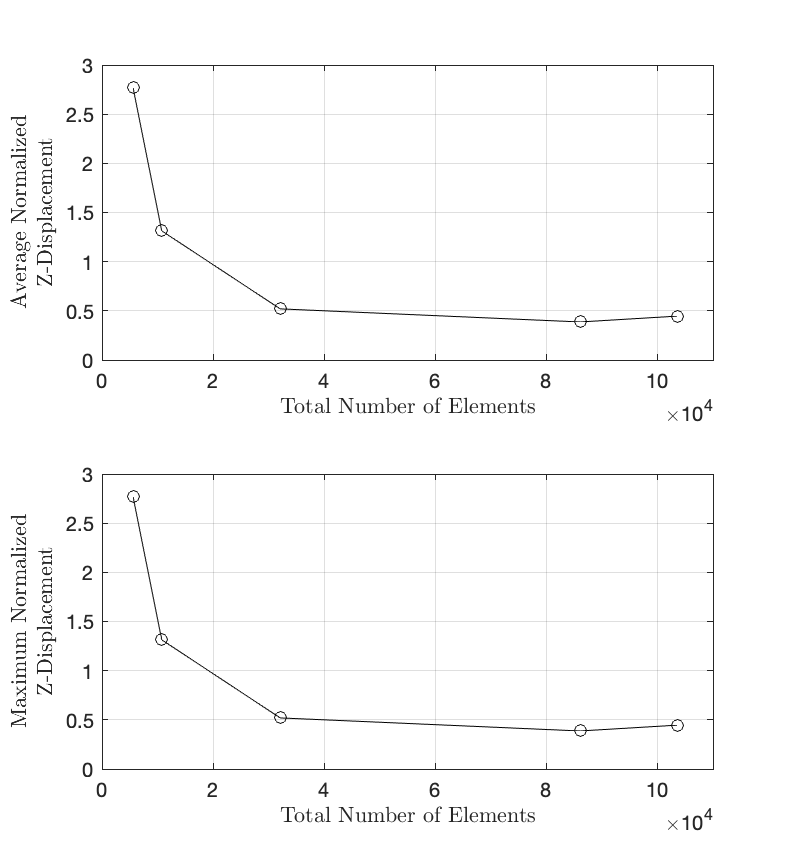 3
2.5
2
1.5
1
0.5
0
Average Normalized
Z-Displacement
0 2 4 6 8 10
Total Number of Elements
×10^4
3
2.5
2
1.5
1
0.5
0
Maximum Normalized
Z-Displacement
0 2 4 6 8 10
Total Number of Elements
×10^4